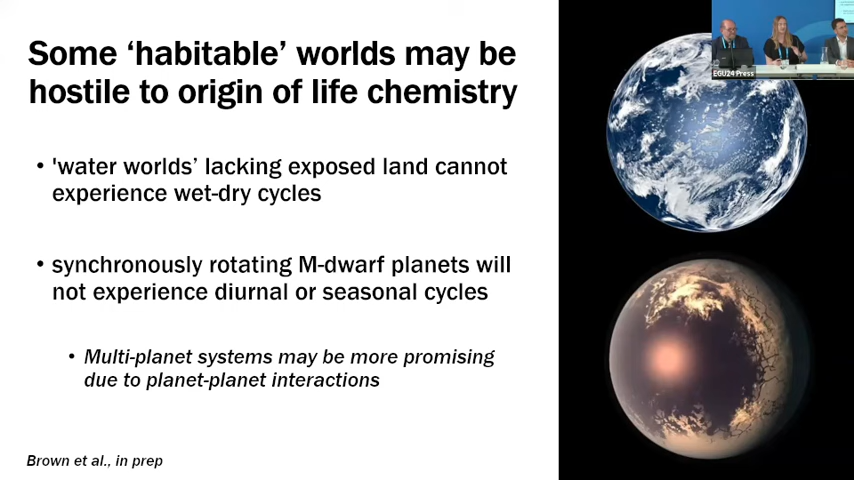 Some ‘habitable’ worlds may be
hostile to origin of life chemistry
• 'water worlds’ lacking exposed land cannot
experience wet-dry cycles
• synchronously rotating M-dwarf planets will
not experience diurnal or seasonal cycles
• Multi-planet systems may be more promising
due to planet-planet interactions
Brown et al., in prep
EGU24 Press